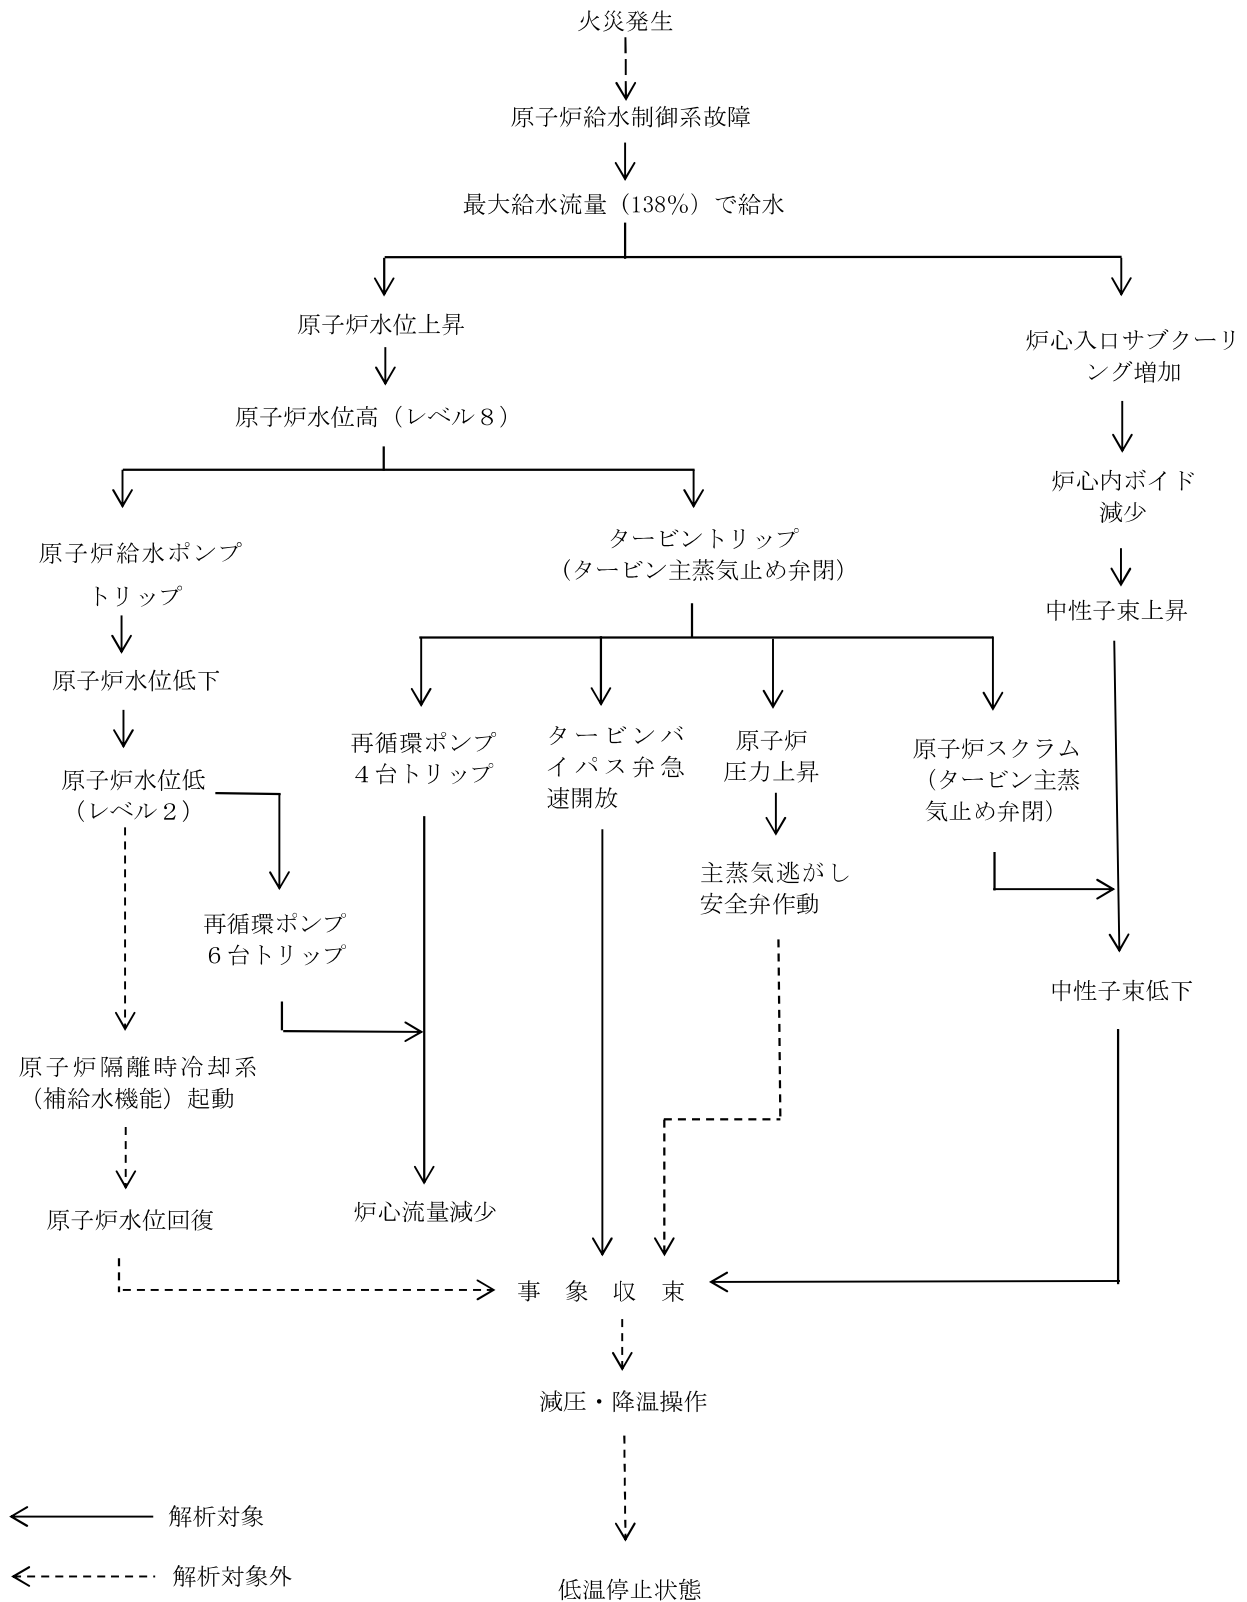 火災発生
原子炉給水制御系故障
最大給水流量（138％）で給水
原子炉水位上昇
炉心入口サブクーリ
ング増加
原子炉水位高（レベル８）
炉心内ボイド
減少
原子炉給水ポンプ
トリップ
タービントリップ
（タービン主蒸気止め弁閉）
中性子束上昇
原子炉水位低下
再循環ポンプ
４台トリップ
タービンバ
イパス弁急
速開放
原子炉
圧力上昇
原子炉スクラム
（タービン主蒸
気止め弁閉）
原子炉水位低
（レベル２）
主蒸気逃がし
安全弁作動
再循環ポンプ
６台トリップ
中性子束低下
原子炉隔離時冷却系
（補給水機能）起動
原子炉水位回復
炉心流量減少
事象収束
減圧・降温操作
解析対象
解析対象外
低温停止状態